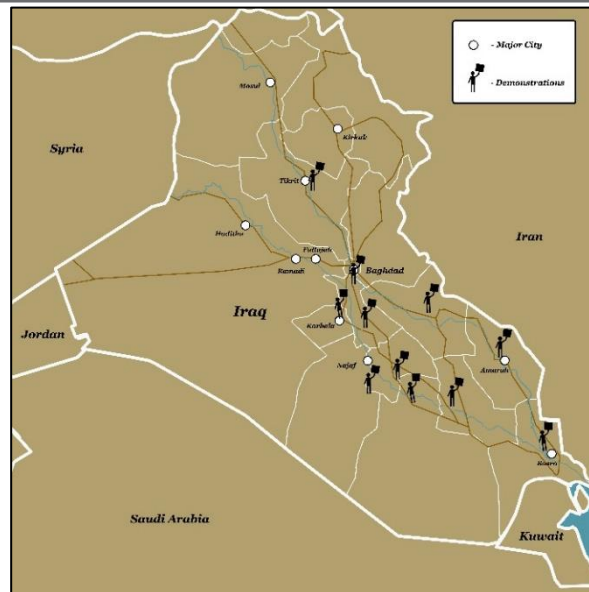 - Major City
- Demonstrations
Mosul
Kirkuk
Syria
Tikrit
Iran
Haditha
Fallujah
Ramadi
Baghdad
Iraq
Karbala
Jordan
Najaf
Amarah
Basra
Saudi Arabia
Kuwait